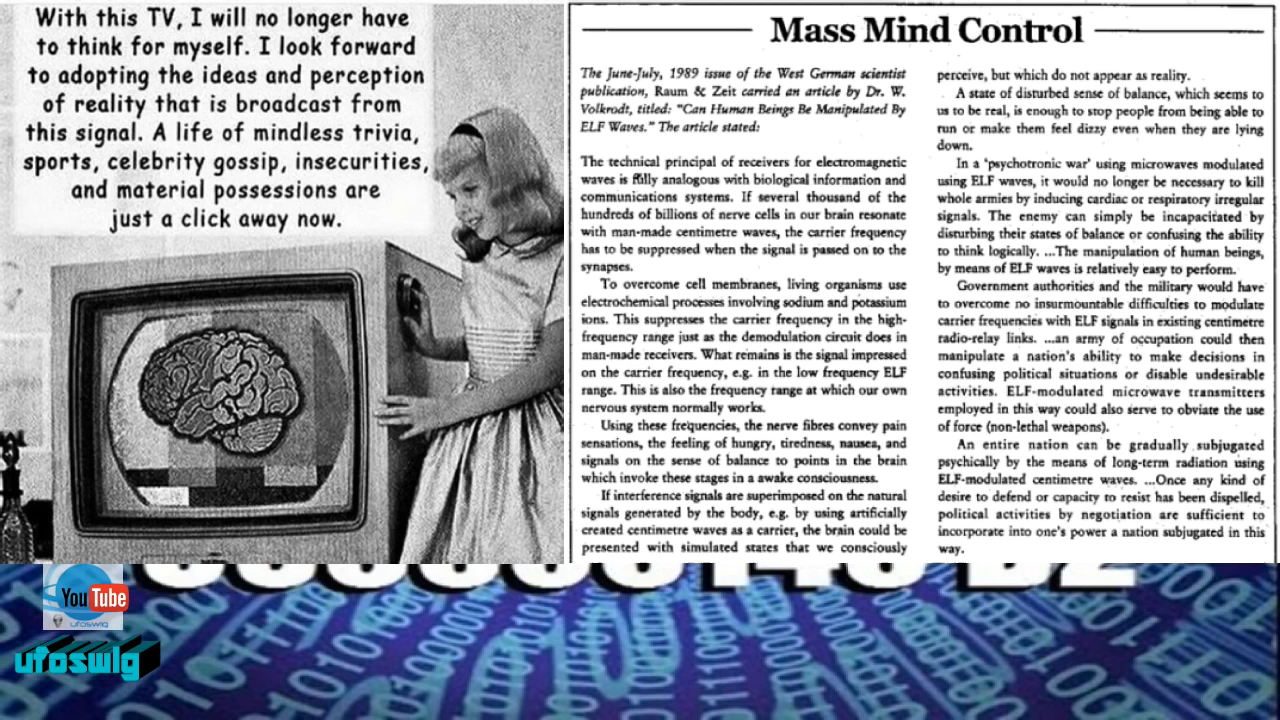 With this TV, I will no longer have
to think for myself. I look forward
to adopting the ideas and perception
of reality that is broadcast from
this signal. A life of mindless trivia,
sports, celebrity gossip, insecurities,
and material possessions are
just a click away now.
Mass Mind Control
The June-July, 1989 issue of the West German scientist
publication, Raum & Zeit carried an article by Dr. W.
Volkrodt, titled: "Can Human Beings Be Manipulated By
ELF Waves." The article stated:
The technical principal of receivers for electromagnetic
waves is fully analogous with biological information and
communications systems. If several thousand of the
hundreds of billions of nerve cells in our brain resonate
with man-made centimetre waves, the carrier frequency
has to be suppressed when the signal is passed on to the
synapses.
To overcome cell membranes, living organisms use
electrochemical processes involving sodium and potassium
ions. This suppresses the carrier frequency in the high-
frequency range just as the demodulation circuit does in
man-made receivers. What remains is the signal impressed
on the carrier frequency, e.g. in the low frequency ELF
range. This is also the frequency range at which our own
nervous system normally works.
Using these frequencies, the nerve fibres convey pain
sensations, the feeling of hungry, tiredness, nausea, and
signals on the sense of balance to points in the brain
which invoke these stages in a awake consciousness.
If interference signals are superimposed on the natural
signals generated by the body, e.g. by using artificially
created centimetre waves as a carrier, the brain could be
presented with simulated states that we consciously
perceive, but which do not appear as reality.
A state of disturbed sense of balance, which seems to
us to be real, is enough to stop people from being able to
run or make them feel dizzy even when they are lying
down.
In a 'psychotronic war' using microwaves modulated
using ELF waves, it would no longer be necessary to kill
whole armies by inducing cardiac or respiratory irregular
signals. The enemy can simply be incapacitated by
disturbing their states of balance or confusing the ability
to think logically. ...The manipulation of human beings,
by means of ELF waves is relatively easy to perform.
Government authorities and the military would have
to overcome no insurmountable difficulties to modulate
carrier frequencies with ELF signals in existing centimetre
radio-relay links. ...an army of occupation could then
manipulate a nation's ability to make decisions in
confusing political situations or disable undesirable
activities. ELF-modulated microwave transmitters
employed in this way could also serve to obviate the use
of force (non-lethal weapons).
An entire nation can be gradually subjugated
psychically by the means of long-term radiation using
ELF-modulated centimetre waves. ...Once any kind of
desire to defend or capacity to resist has been dispelled,
political activities by negotiation are sufficient to
incorporate into one's power a nation subjugated in this
way.
YouTube
ufoswlg
ufoswlg